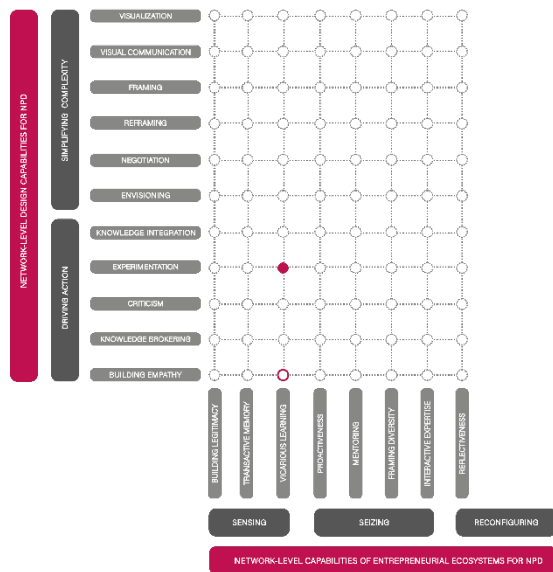 NETWORK-LEVEL DESIGN CAPABILITIES FOR NPD
SIMPLIFYING COMPLEXITY
VISUALIZATION
VISUAL COMMUNICATION
FRAMING
REFRAMING
NEGOTIATION
ENVISIONING
DRIVING ACTION
KNOWLEDGE INTEGRATION
EXPERIMENTATION
CRITICISM
KNOWLEDGE BROKERING
BUILDING EMPATHY
BUILDING LEGITIMACY
TRANSACTIVE MEMORY
VICARIOUS LEARNING
PROACTIVENESS
MENTORING
FRAMING DIVERSITY
INTERACTIVE EXPERTISE
REFLECTIVENESS
SENSING
SEIZING
RECONFIGURING
NETWORK-LEVEL CAPABILITIES OF ENTREPRENEURIAL ECOSYSTEMS FOR NPD